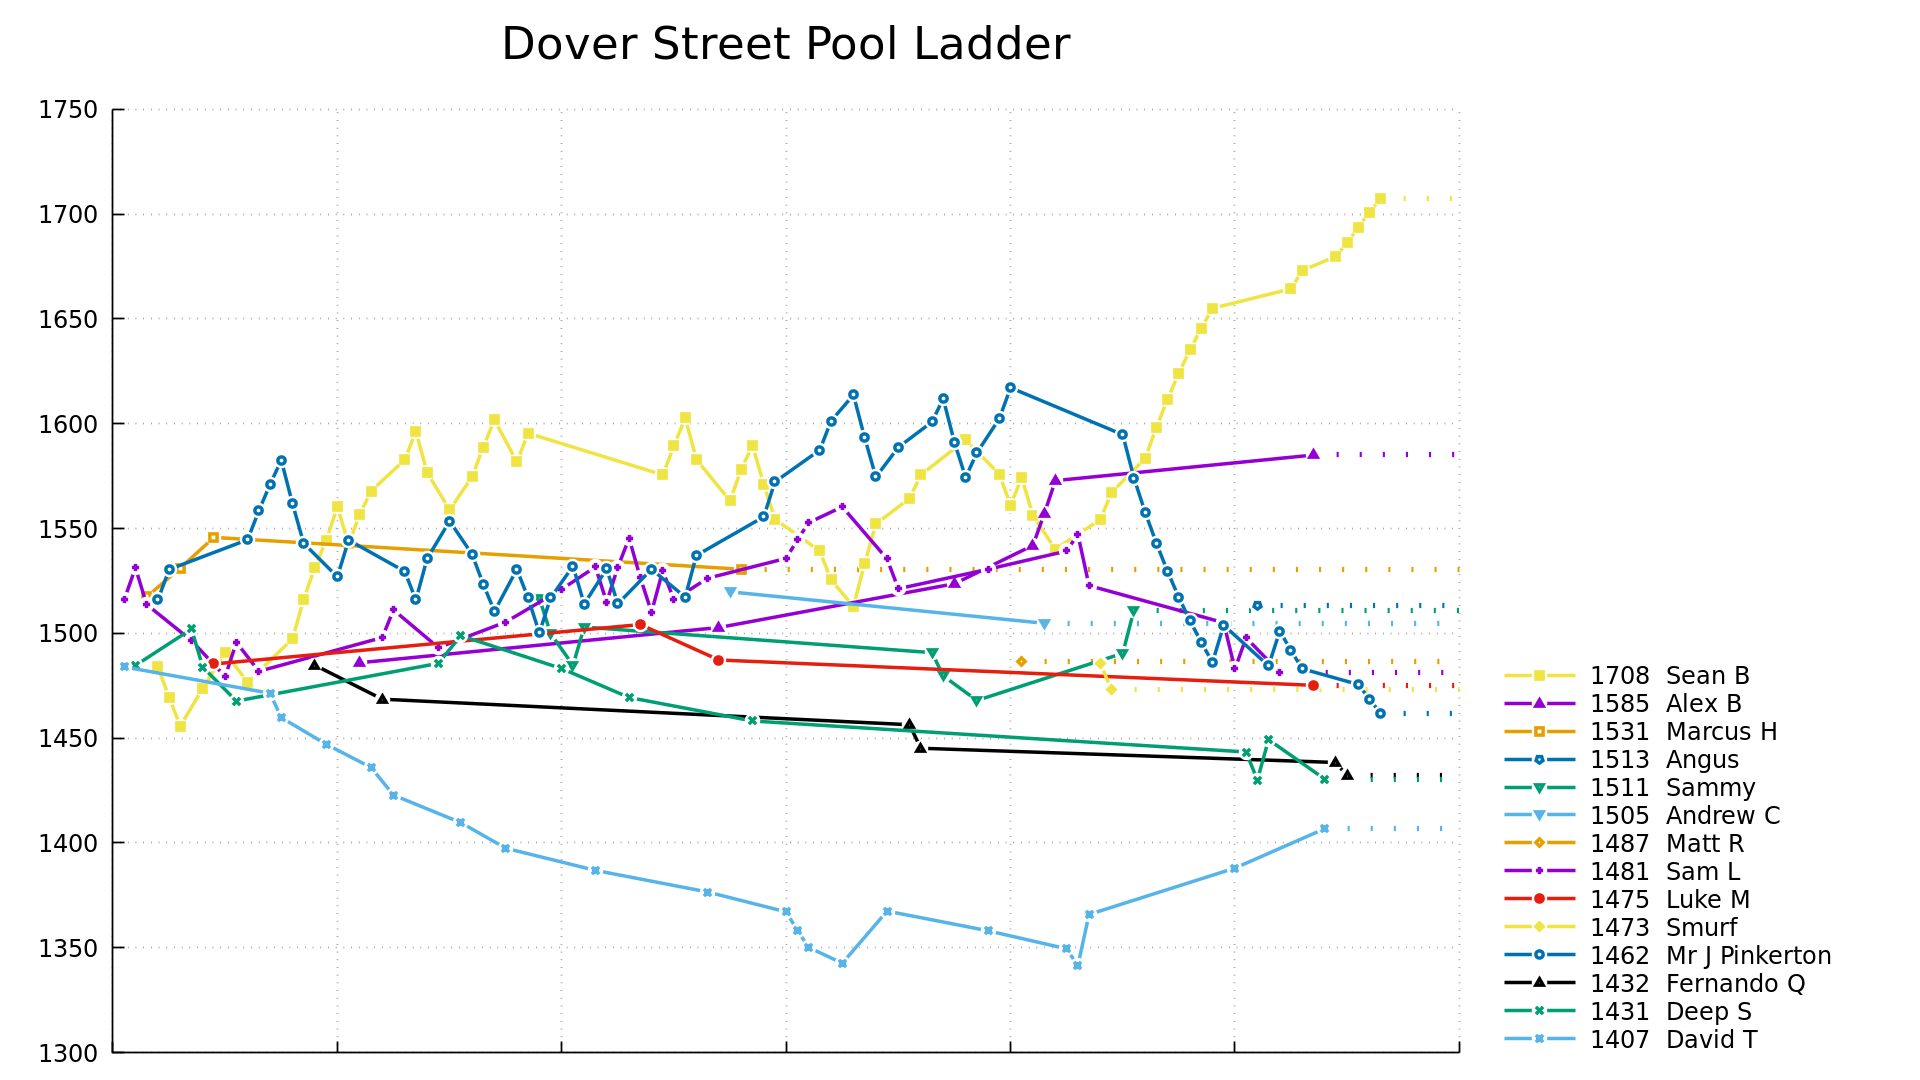 Dover Street Pool Ladder
1750
1700
1650
1600
1550
1500
1450
1400
1350
1300
1708 Sean B
1585 Alex B
1531 Marcus H
1513 Angus
1511 Sammy
1505 Andrew C
1487 Matt R
1481 Sam L
1475 Luke M
1473 Smurf
1462 Mr J Pinkerton
1432 Fernando Q
1431 Deep S
1407 David T